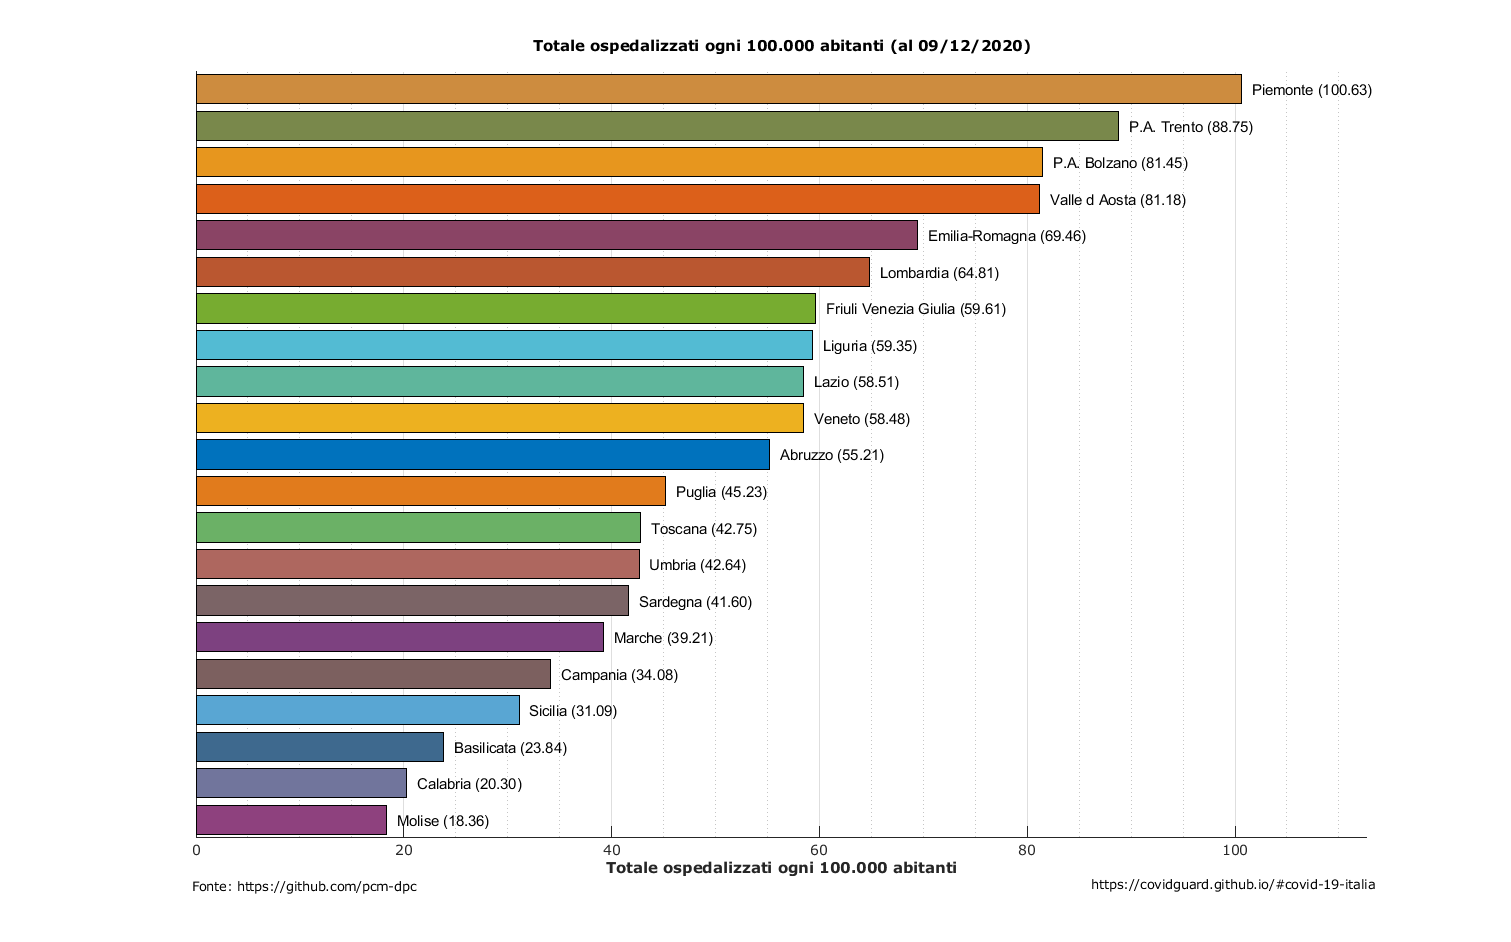 Totale ospedalizzati ogni 100.000 abitanti (al 09/12/2020)
Piemonte (100.63)
P.A. Trento (88.75)
P.A. Bolzano (81.45)
Valle d Aosta (81.18)
Emilia-Romagna (69.46)
Lombardia (64.81)
Friuli Venezia Giulia (59.61)
Liguria (59.35)
Lazio (58.51)
Veneto (58.48)
Abruzzo (55.21)
Puglia (45.23)
Toscana (42.75)
Umbria (42.64)
Sardegna (41.60)
Marche (39.21)
Campania (34.08)
Sicilia (31.09)
Basilicata (23.84)
Calabria (20.30)
Molise (18.36)
0 20 40 60 80 100
Totale ospedalizzati ogni 100.000 abitanti
Fonte: https://github.com/pcm-dpc
https://covidguard.github.io/#covid-19-italia